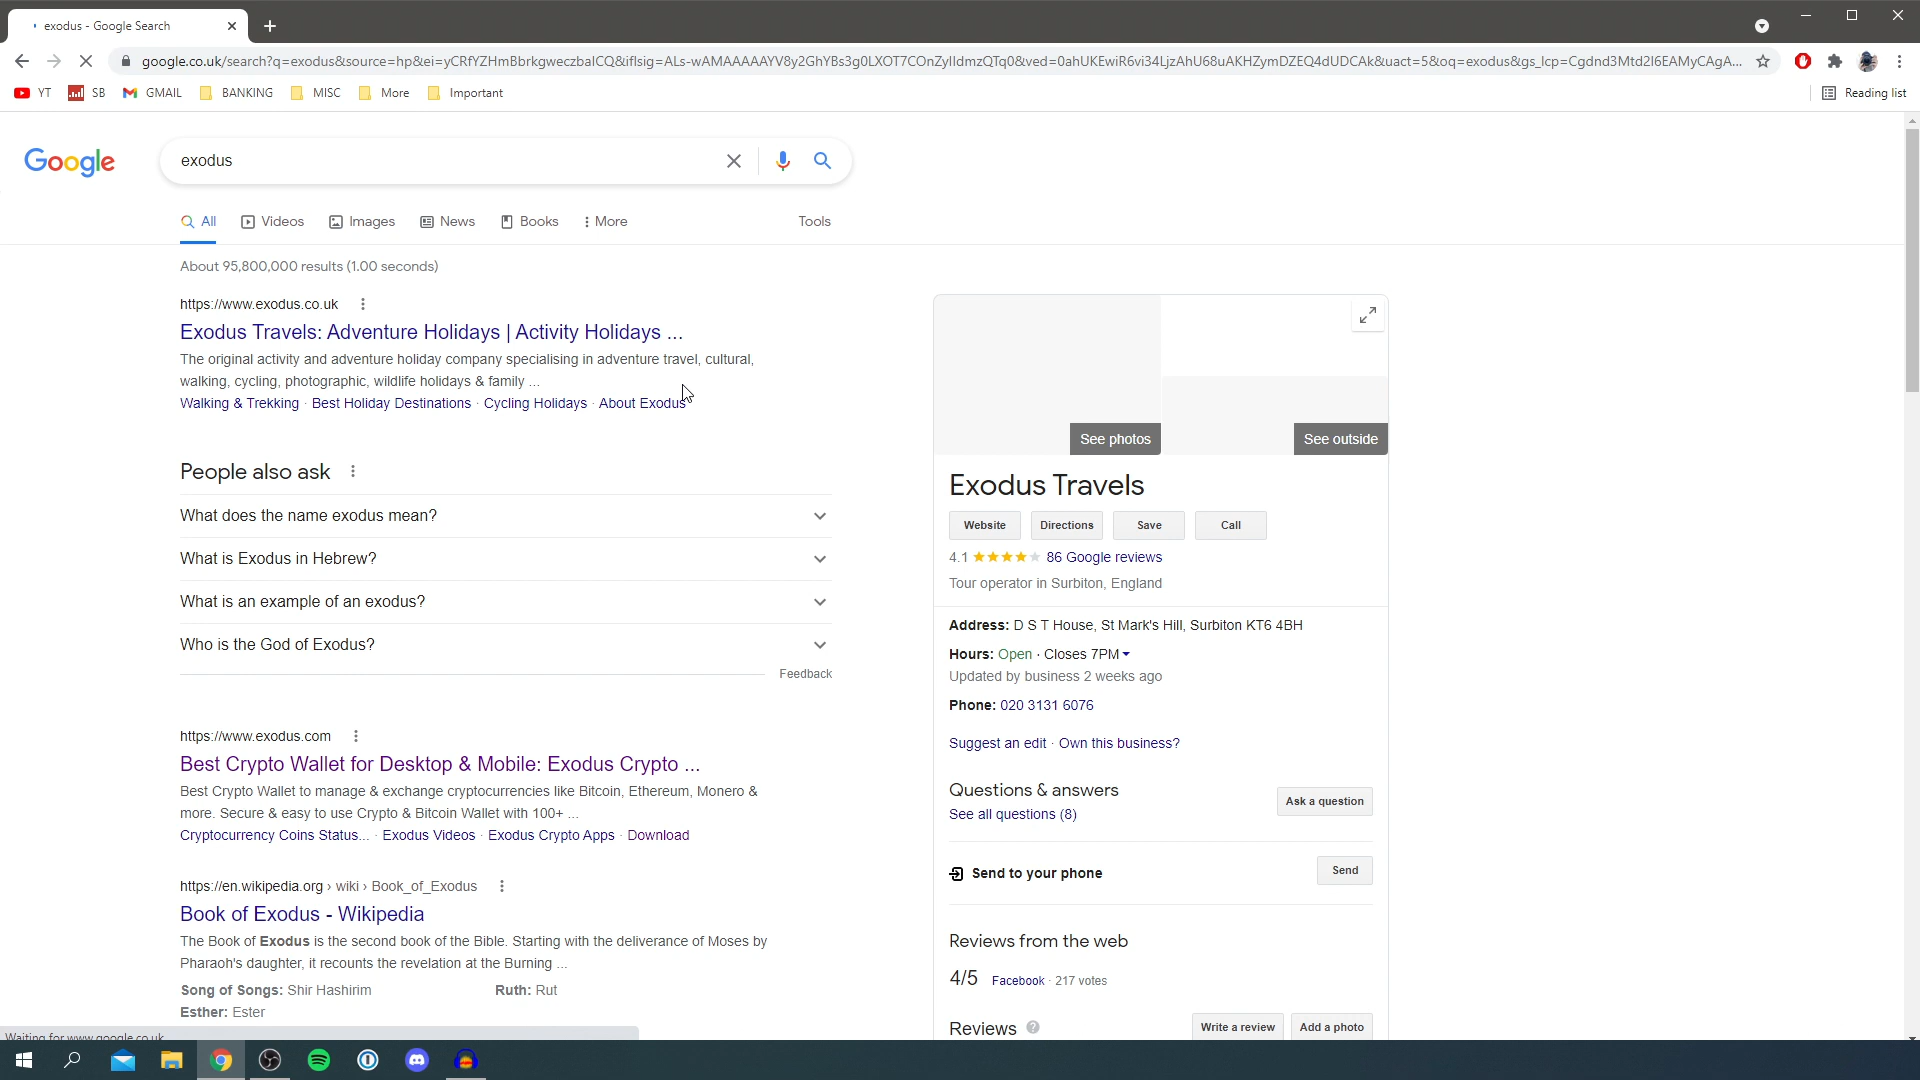 exodus - Google Search
google.co.uk/search?q=exodus&source=hp&ei=yCRfYZHmBbrkgweczbaICQ&iflsig=ALs-wAMAAAAAYV8y2GhYBs3g0LXOT7COnZyIIdmzQTq0&ved=0ahUKEwiR6vi34LjzAhU68uAKHZymDZEQ4dUDCAk&uact=5&oq=exodus&gs_lcp=Cgdnd3Mtd2l6EAMyCAgA...
YT
SB
GMAIL
BANKING
MISC
More
Important
Reading list
Google
exodus
All
Videos
Images
News
Books
More
Tools
About 95,800,000 results (1.00 seconds)
https://www.exodus.co.uk
Exodus Travels: Adventure Holidays | Activity Holidays ...
The original activity and adventure holiday company specialising in adventure travel, cultural,
walking, cycling, photographic, wildlife holidays & family ...
Walking & Trekking · Best Holiday Destinations · Cycling Holidays · About Exodus
People also ask
What does the name exodus mean?
What is Exodus in Hebrew?
What is an example of an exodus?
Who is the God of Exodus?
Feedback
https://www.exodus.com
Best Crypto Wallet for Desktop & Mobile: Exodus Crypto ...
Best Crypto Wallet to manage & exchange cryptocurrencies like Bitcoin, Ethereum, Monero &
more. Secure & easy to use Crypto & Bitcoin Wallet with 100+ ...
Cryptocurrency Coins Status... · Exodus Videos · Exodus Crypto Apps · Download
https://en.wikipedia.org › wiki › Book_of_Exodus
Book of Exodus - Wikipedia
The Book of Exodus is the second book of the Bible. Starting with the deliverance of Moses by
Pharaoh's daughter, it recounts the revelation at the Burning ...
Song of Songs: Shir Hashirim
Ruth: Rut
Esther: Ester
Waiting for www.google.co.uk
See photos
See outside
Exodus Travels
Website
Directions
Save
Call
4.1
86 Google reviews
Tour operator in Surbiton, England
Address: D S T House, St Mark's Hill, Surbiton KT6 4BH
Hours: Open · Closes 7PM
Updated by business 2 weeks ago
Phone: 020 3131 6076
Suggest an edit · Own this business?
Questions & answers
See all questions (8)
Ask a question
Send to your phone
Send
Reviews from the web
4/5
Facebook · 217 votes
Reviews
Write a review
Add a photo